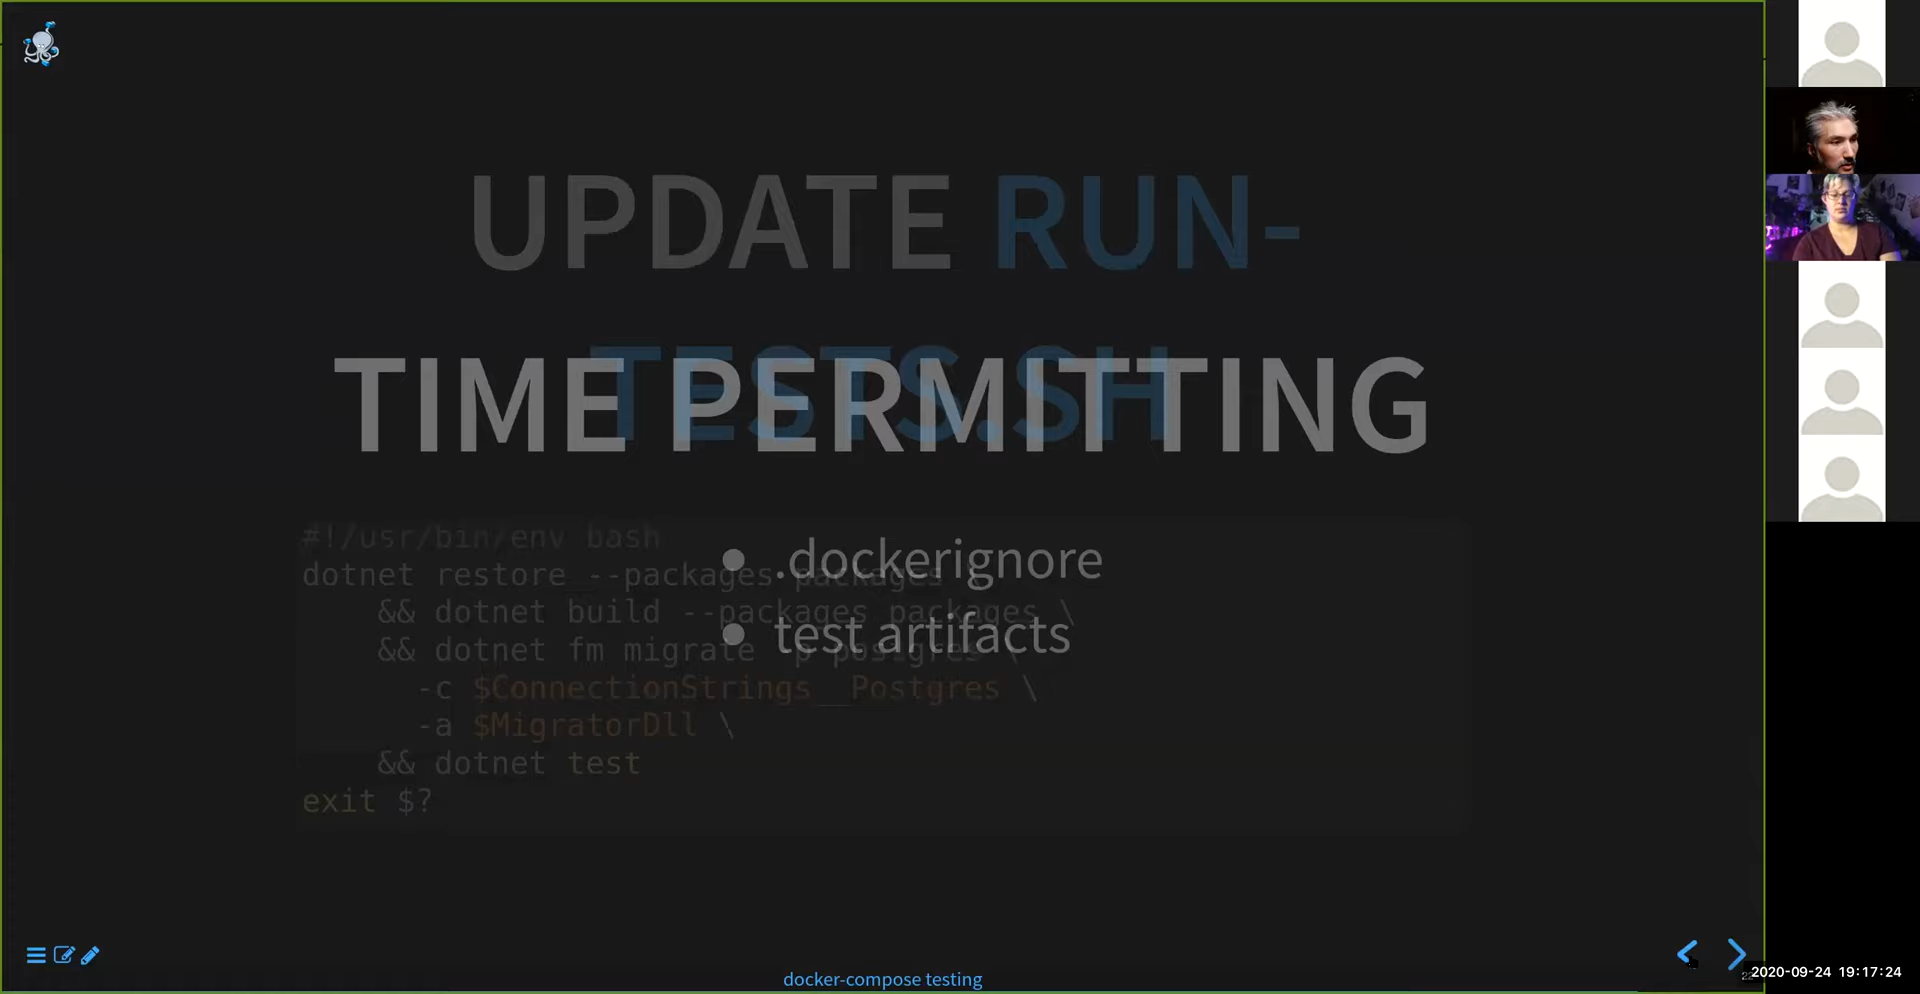 UPDATE RUN-
TESTS.SH
TIME PERMITTING
#!/usr/bin/env bash
dotnet restore --packages packages \
&& dotnet build --packages packages \
&& dotnet fm migrate -p postgres \
-c $ConnectionStrings__Postgres \
-a $MigratorDll \
&& dotnet test
exit $?
• .dockerignore
• test artifacts
docker-compose testing
2020-09-24 19:17:24